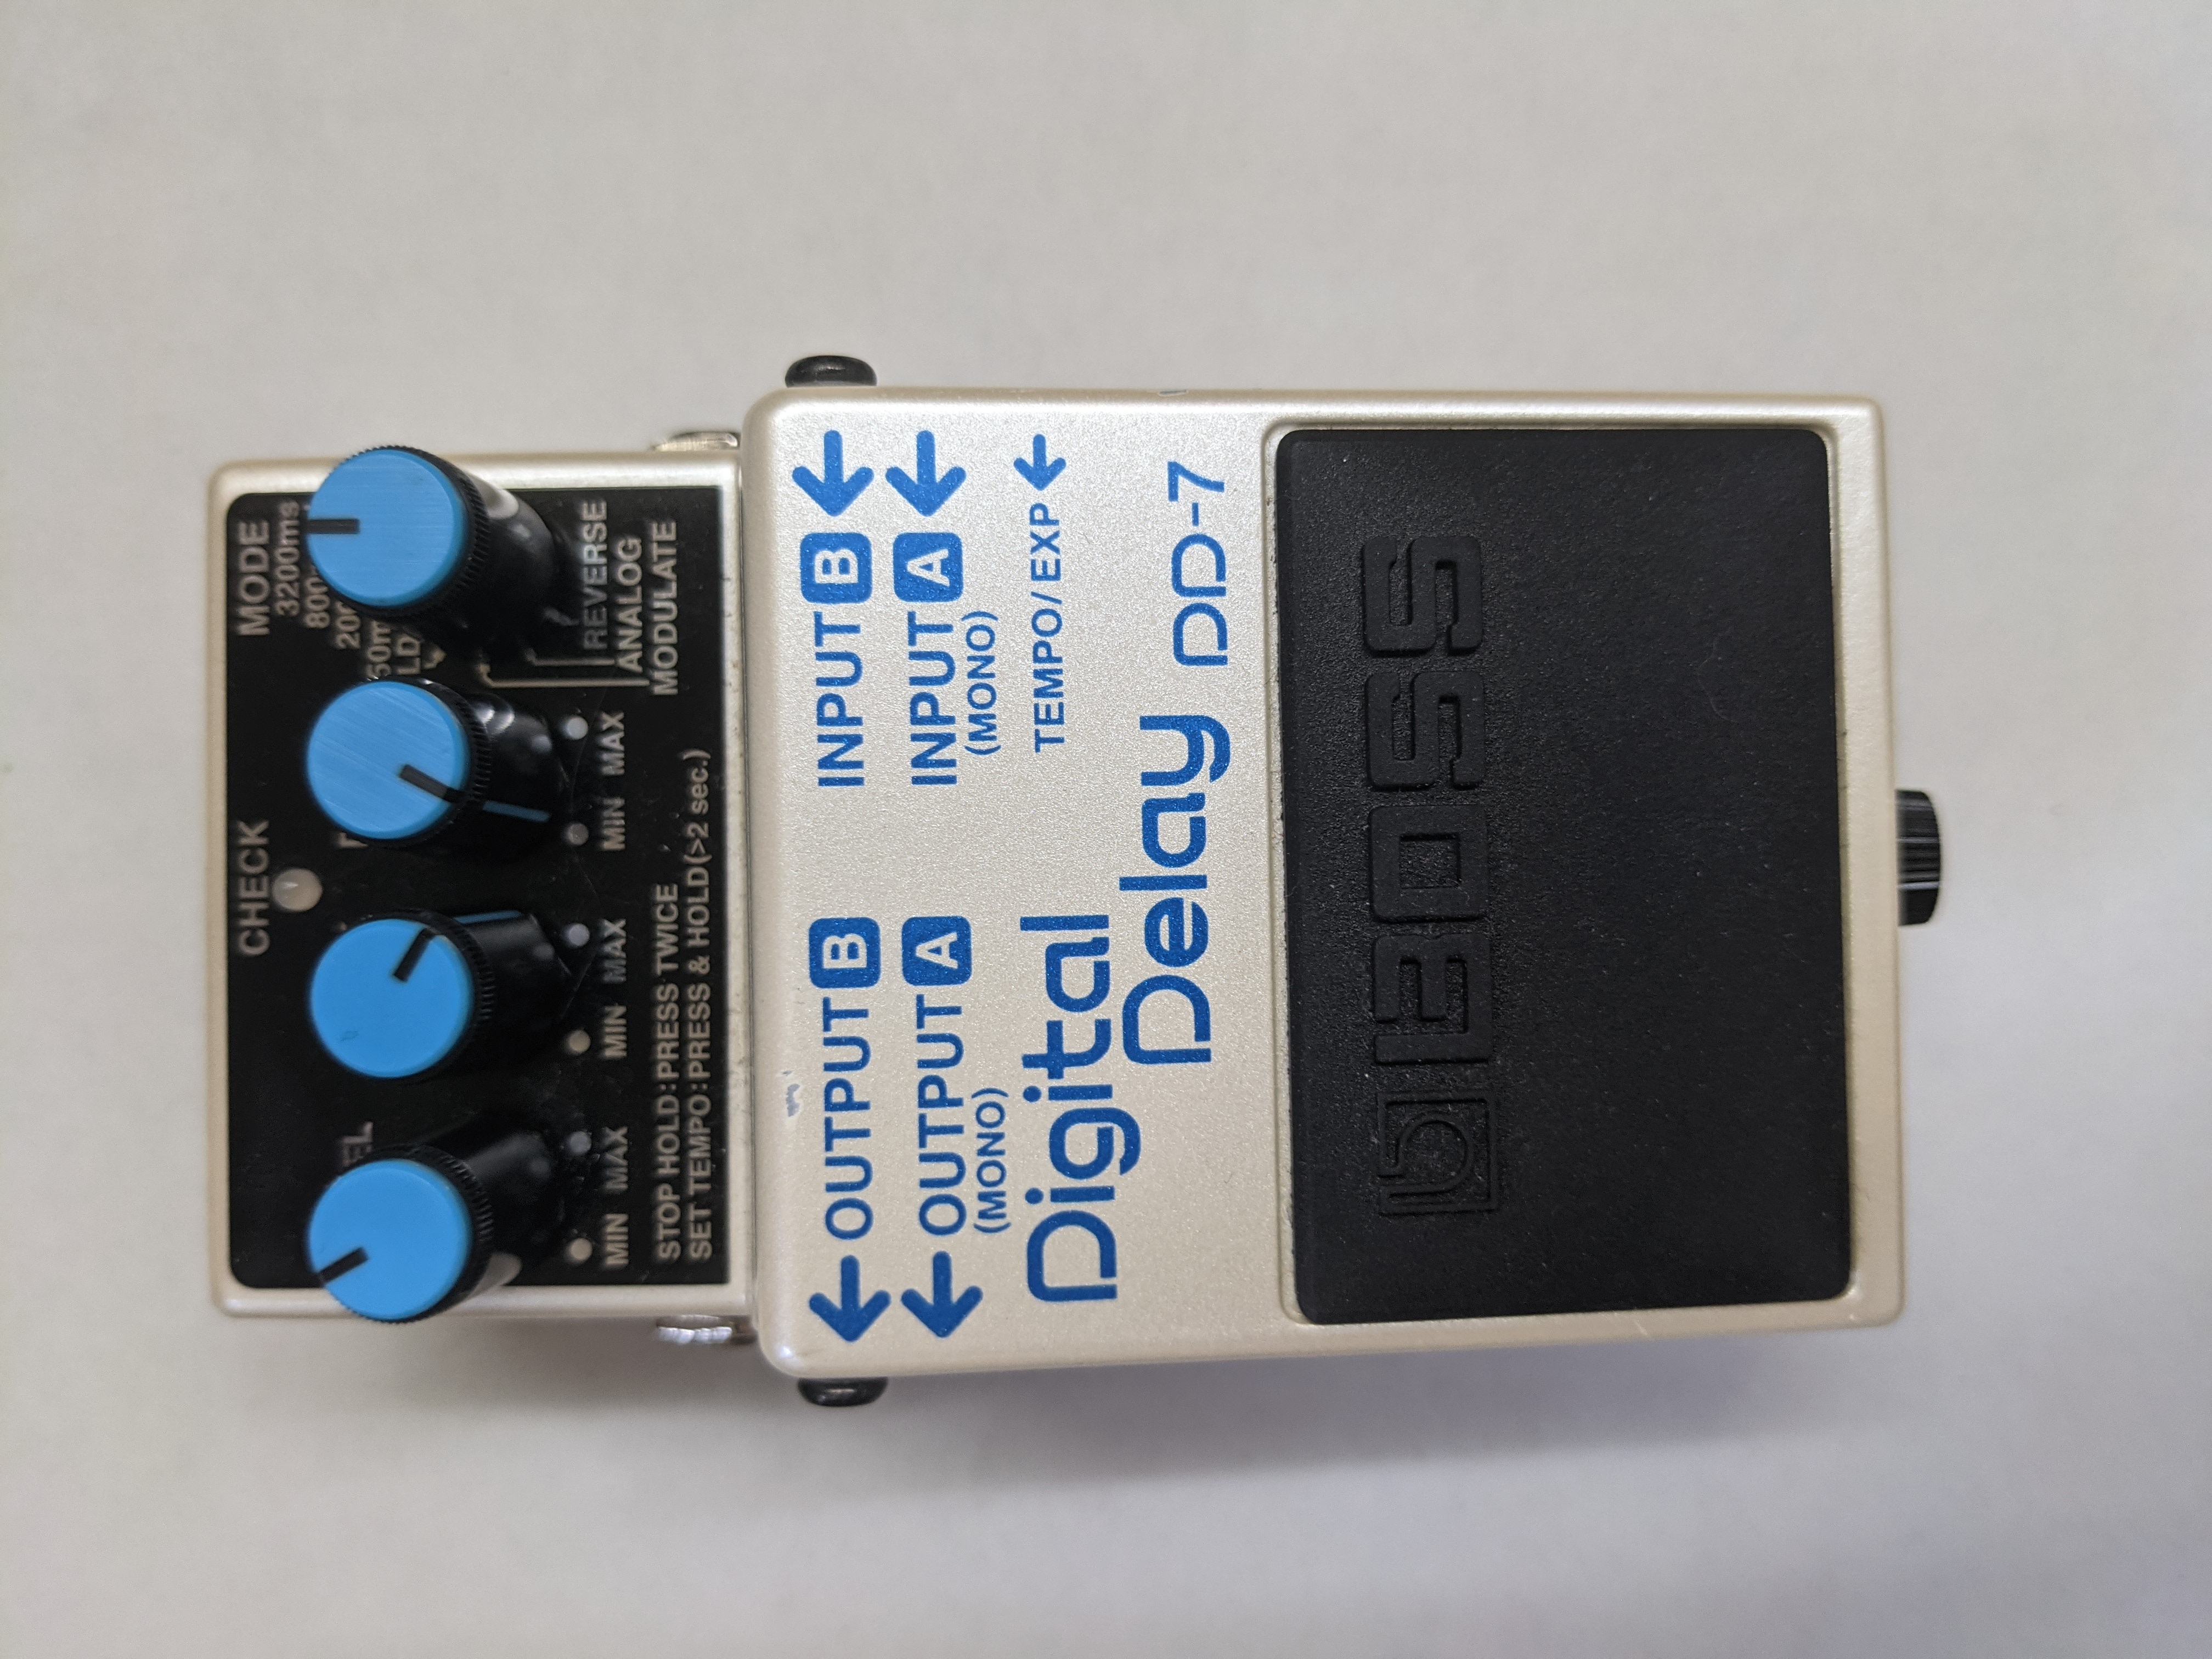 CHECK
MODE
3200ms
MIN MAX
MIN MAX
MIN MAX
REVERSE
ANALOG
MODULATE
STOP HOLD:PRESS TWICE
SET TEMPO:PRESS & HOLD(>2 sec.)
OUTPUT B
INPUT B
OUTPUT A
(MONO)
INPUT A
(MONO)
TEMPO/EXP
Digital
Delay DD-7
BOSS